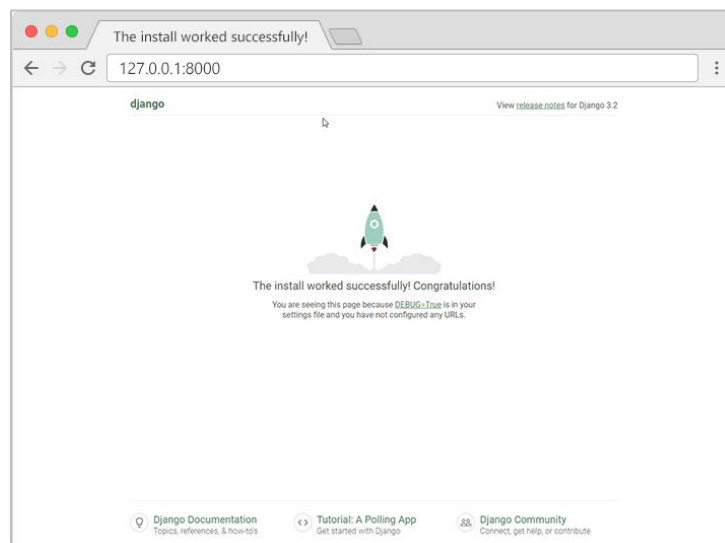 The install worked successfully!
127.0.0.1:8000
django
View release notes for Django 3.2
The install worked successfully! Congratulations!
You are seeing this page because DEBUG=True is in your
settings file and you have not configured any URLs.
Django Documentation
Topics, references, & how-to's
Tutorial: A Polling App
Get started with Django
Django Community
Connect, get help, or contribute